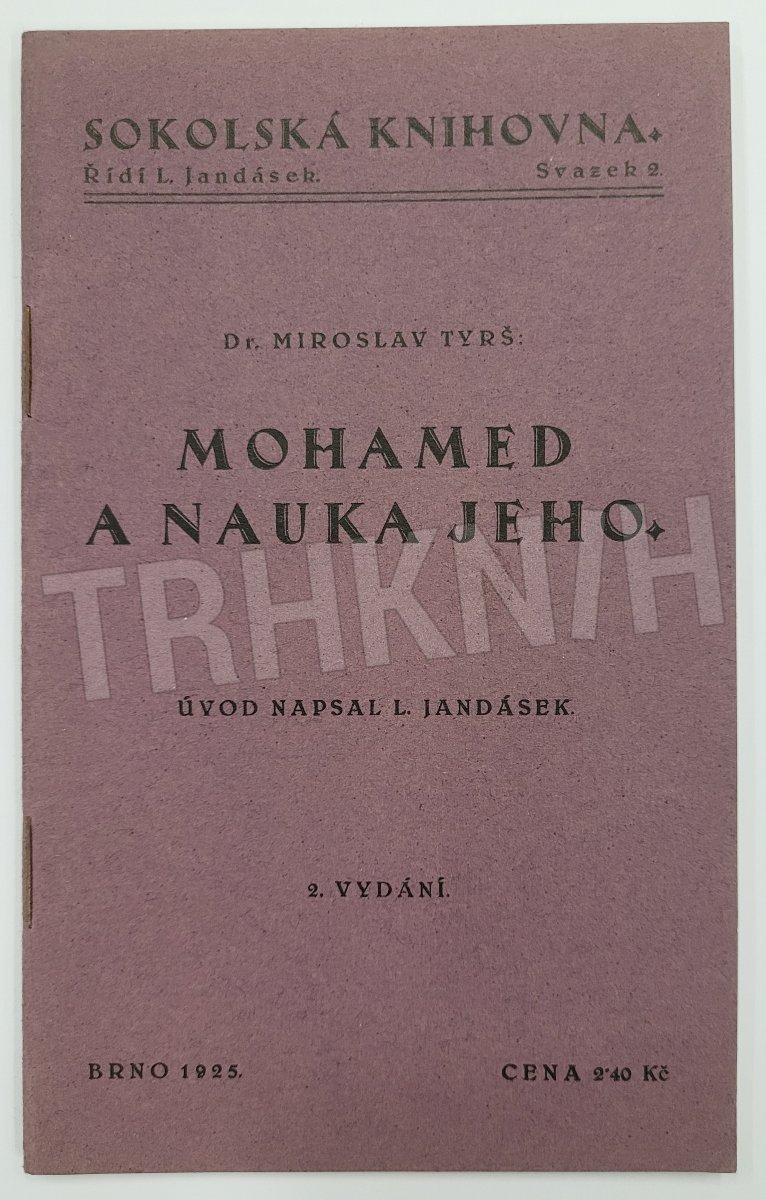 SOKOLSKÁ KNIHOVNA.
Řídí L. Jandásek. Svazek 2.
Dr. MIROSLAV TYRŠ:
MOHAMED
A NAUKA JEHO.
TRHKNIH
ÚVOD NAPSAL L. JANDÁSEK.
2. VYDÁNÍ.
BRNO 1925. CENA 2·40 Kč